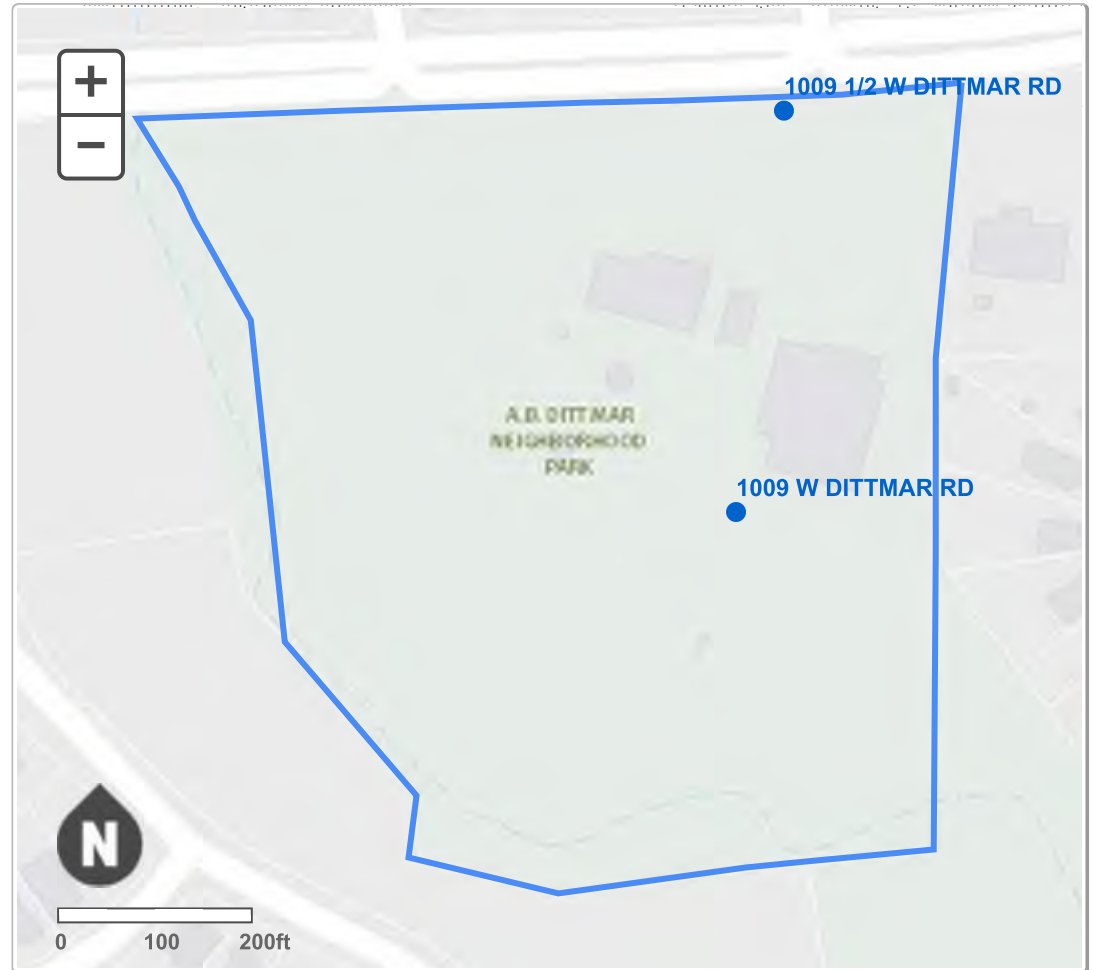 +
1009 1/2 W DITTMAR RD
−
A.B. DITTMAR
NEIGHBORHOOD
PARK
1009 W DITTMAR RD
N
0 100 200ft